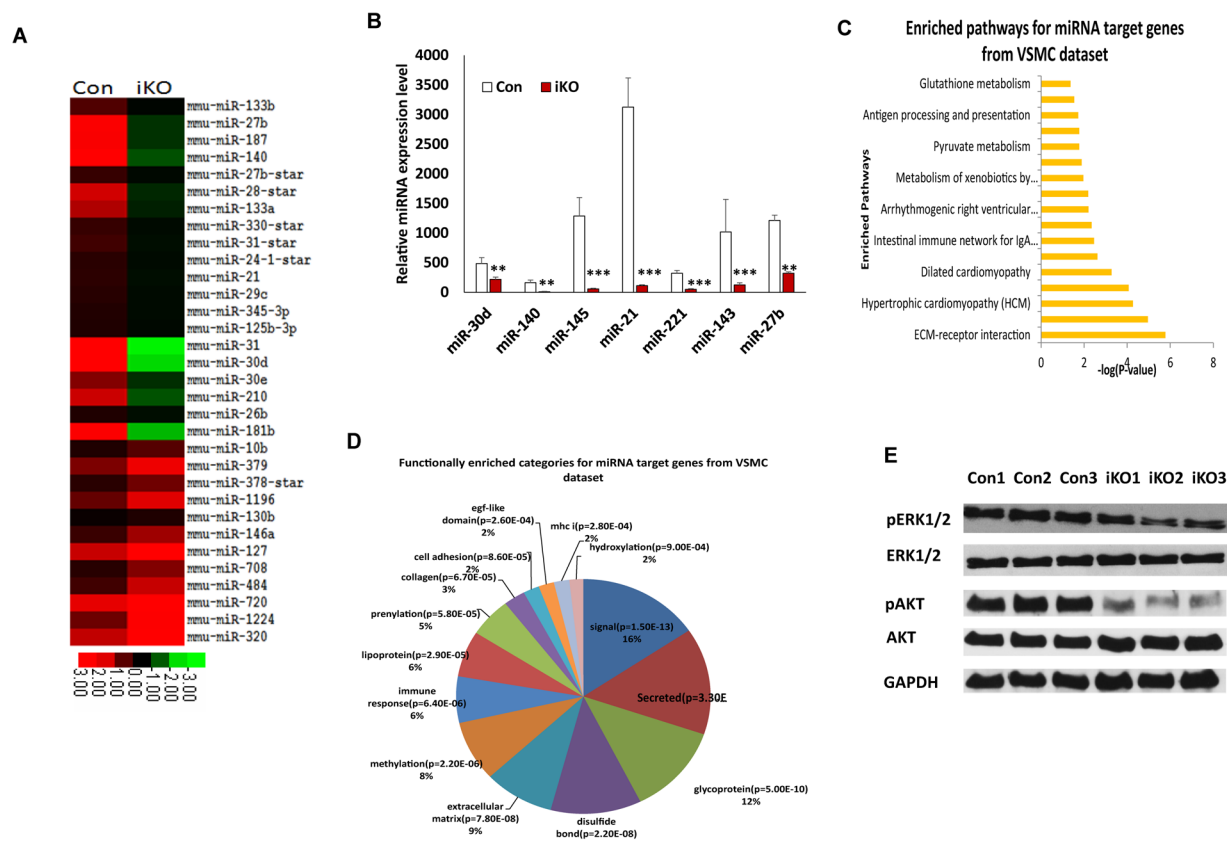 A
Con iKO
mmu-miR-133b
mmu-miR-27b
mmu-miR-187
mmu-miR-140
mmu-miR-27b-star
mmu-miR-28-star
mmu-miR-133a
mmu-miR-330-star
mmu-miR-31-star
mmu-miR-24-1-star
mmu-miR-21
mmu-miR-29c
mmu-miR-345-3p
mmu-miR-125b-3p
mmu-miR-31
mmu-miR-30d
mmu-miR-30e
mmu-miR-210
mmu-miR-26b
mmu-miR-181b
mmu-miR-10b
mmu-miR-379
mmu-miR-378-star
mmu-miR-1196
mmu-miR-130b
mmu-miR-146a
mmu-miR-127
mmu-miR-708
mmu-miR-484
mmu-miR-720
mmu-miR-1224
mmu-miR-320
3.00
2.00
1.00
0.00
-1.00
-2.00
-3.00
B
Relative miRNA expression level
4000
3500
3000
2500
2000
1500
1000
500
0
Con iKO
** ** *** *** *** *** **
miR-30d
miR-140
miR-145
miR-21
miR-221
miR-143
miR-27b
C
Enriched pathways for miRNA target genes
from VSMC dataset
Enriched Pathways
Glutathione metabolism
Antigen processing and presentation
Pyruvate metabolism
Metabolism of xenobiotics by…
Arrhythmogenic right ventricular…
Intestinal immune network for IgA…
Dilated cardiomyopathy
Hypertrophic cardiomyopathy (HCM)
ECM-receptor interaction
0 2 4 6 8
-log(P-value)
D
Functionally enriched categories for miRNA target genes from VSMC
dataset
egf-like
domain(p=2.60E-04)
2%
mhc i(p=2.80E-04)
2%
hydroxylation(p=9.00E-04)
2%
cell adhesion(p=8.60E-05)
2%
collagen(p=6.70E-05)
3%
prenylation(p=5.80E-05)
5%
lipoprotein(p=2.90E-05)
6%
immune
response(p=6.40E-06)
6%
methylation(p=2.20E-06)
8%
extracellular
matrix(p=7.80E-08)
9%
disulfide
bond(p=2.20E-08)
glycoprotein(p=5.00E-10)
12%
Secreted(p=3.30E
signal(p=1.50E-13)
16%
E
Con1 Con2 Con3 iKO1 iKO2 iKO3
pERK1/2
ERK1/2
pAKT
AKT
GAPDH